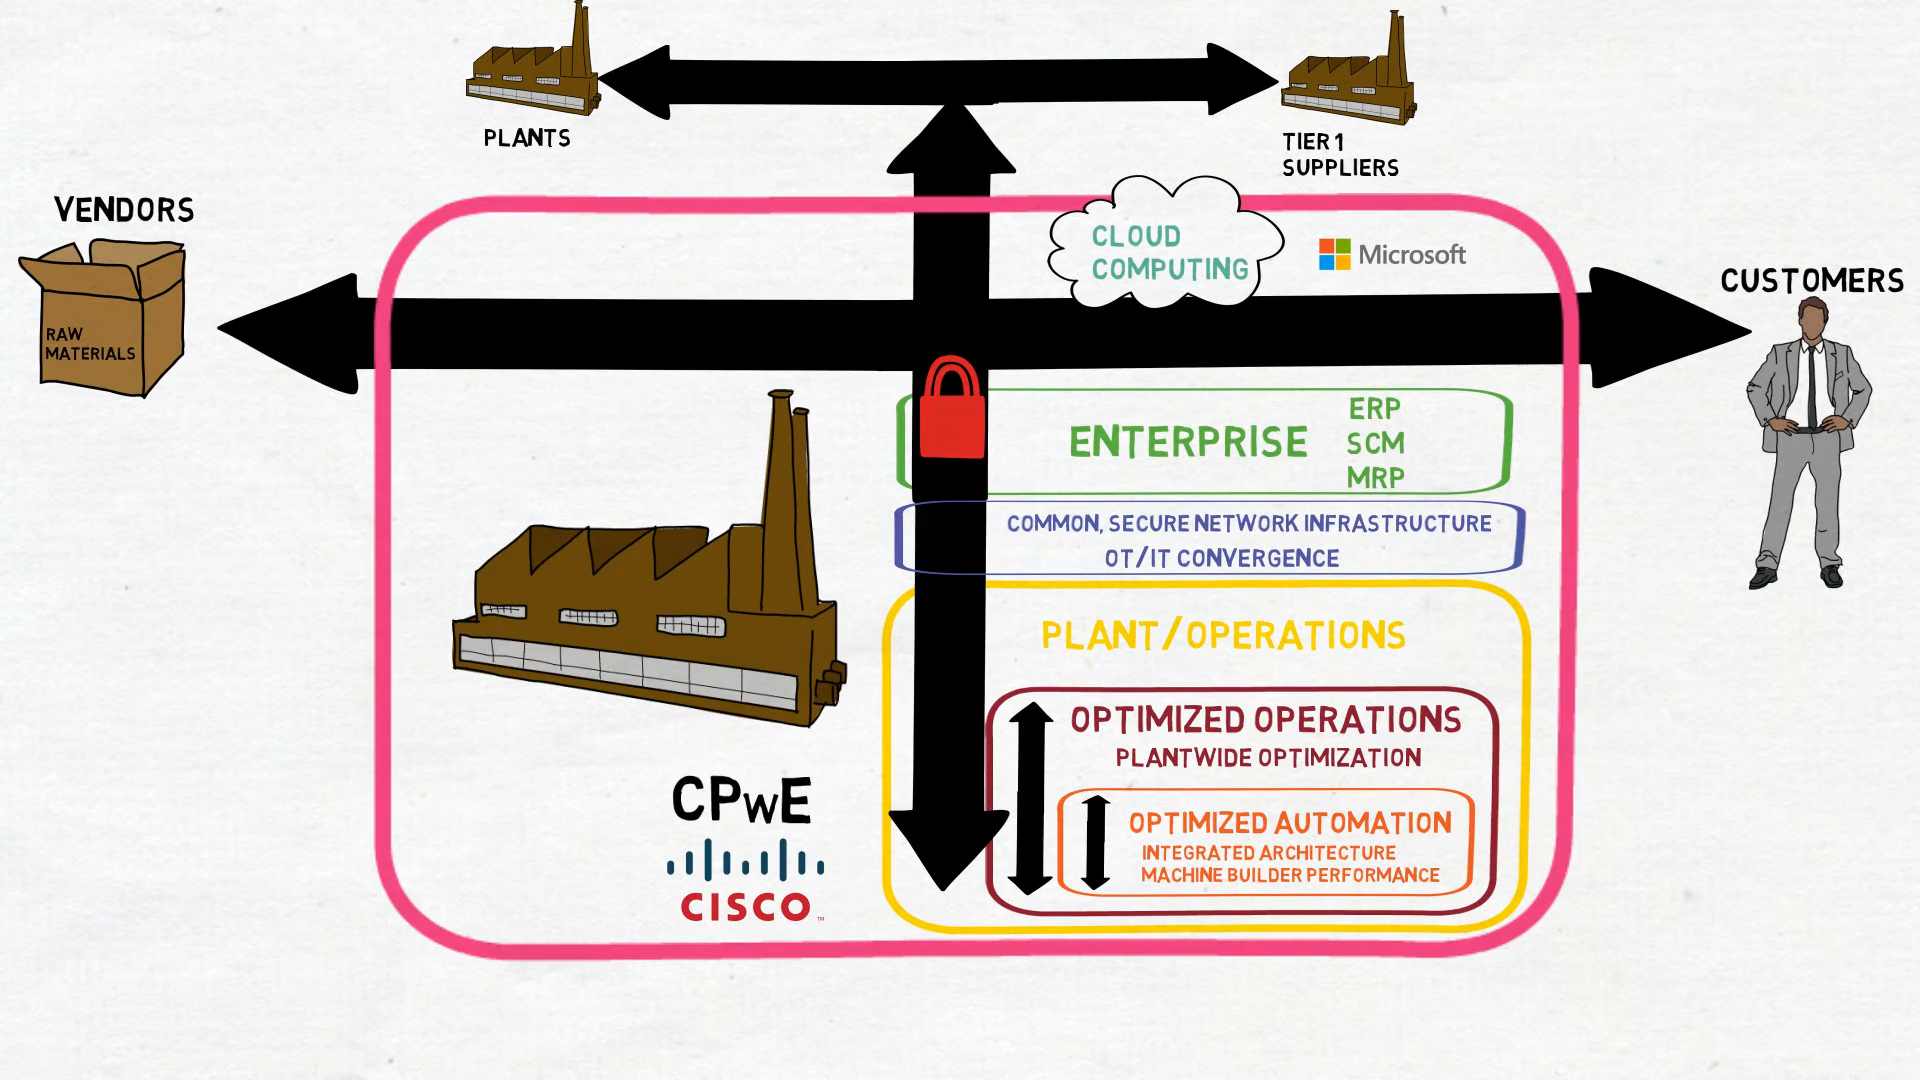 PLANTS
TIER 1
SUPPLIERS
VENDORS
RAW
MATERIALS
CLOUD
COMPUTING
Microsoft
CUSTOMERS
ENTERPRISE
ERP
SCM
MRP
COMMON, SECURE NETWORK INFRASTRUCTURE
OT/IT CONVERGENCE
PLANT/OPERATIONS
OPTIMIZED OPERATIONS
PLANTWIDE OPTIMIZATION
OPTIMIZED AUTOMATION
INTEGRATED ARCHITECTURE
MACHINE BUILDER PERFORMANCE
CPwE
CISCO™